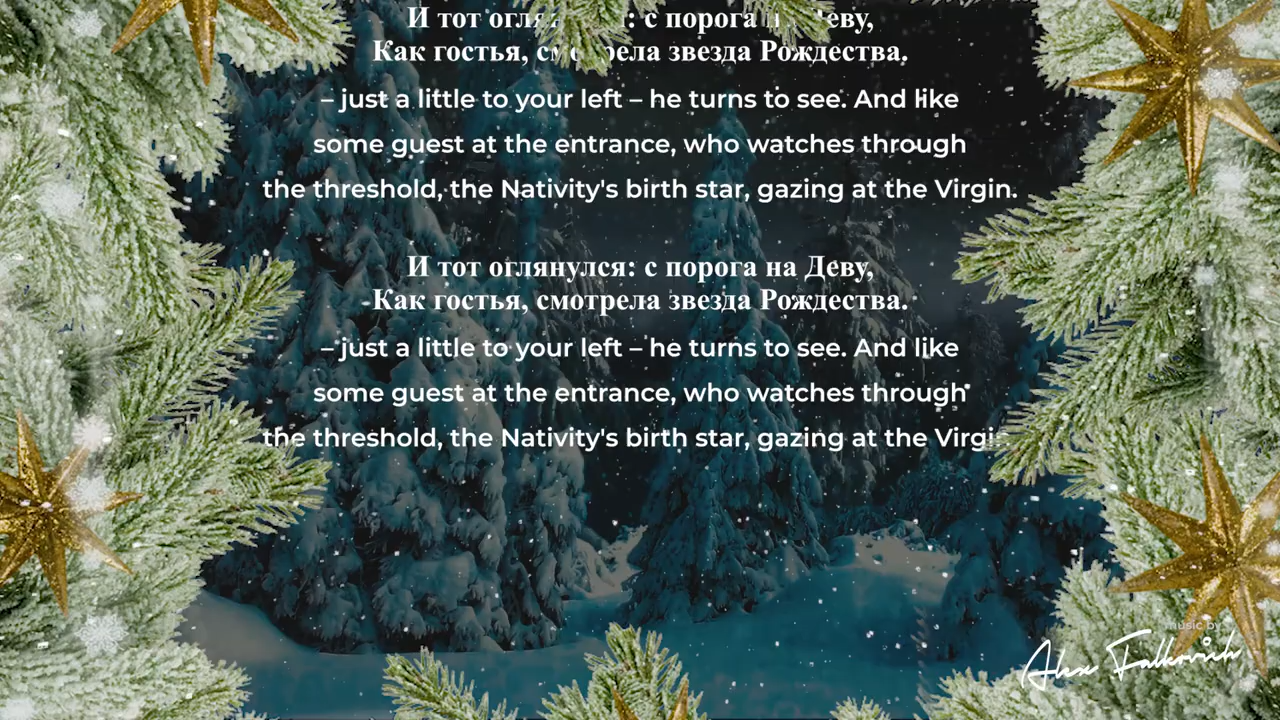 И тот : с порога
Как гостья, смотрела звезда Рождества.
– just a little to your left – he turns to see. And like
some guest at the entrance, who watches through
the threshold, the Nativity's birth star, gazing at the Virgin.
И тот оглянулся: с порога на Деву,
Как гостья, смотрела звезда Рождества.
– just a little to your left – he turns to see. And like
some guest at the entrance, who watches through
the threshold, the Nativity's birth star, gazing at the
music by
Alex Falkovich